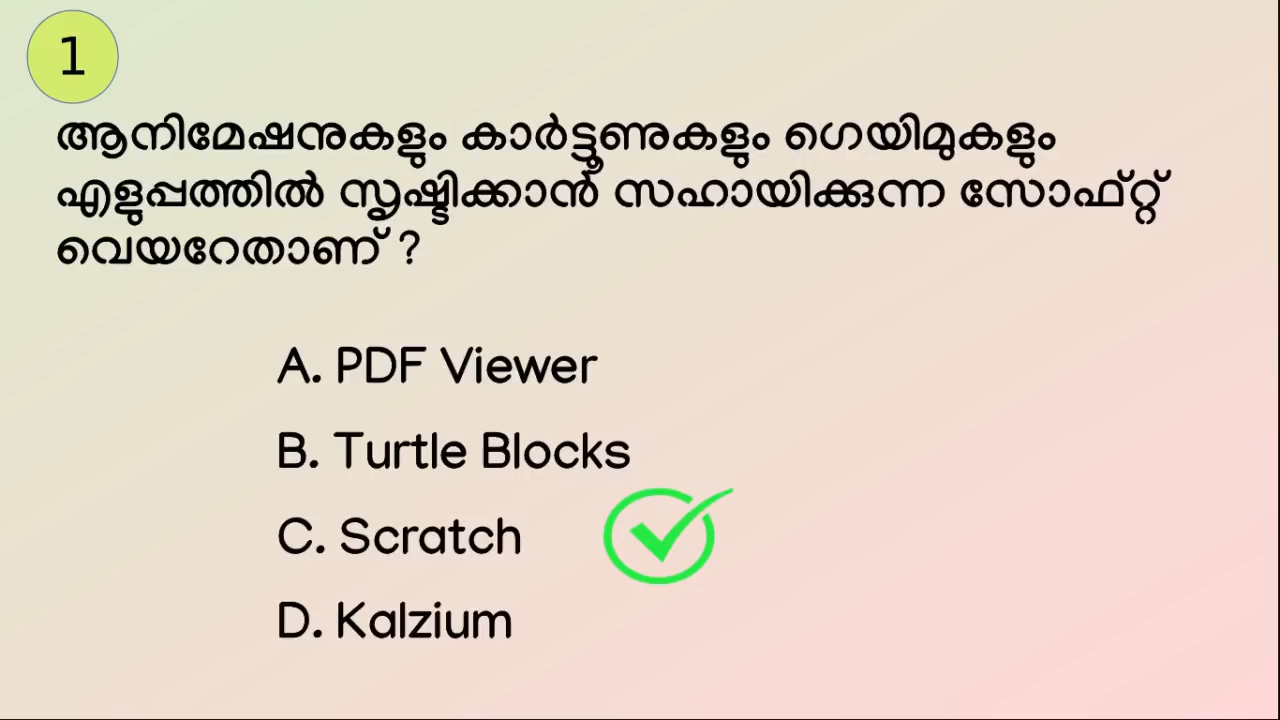 1
ആനിമേഷനുകളും കാർട്ടൂണുകളും ഗെയിമുകളും
എളുപ്പത്തിൽ സൃഷ്ടിക്കാൻ സഹായിക്കുന്ന സോഫ്റ്റ്
വെയറേതാണ് ?
A. PDF Viewer
B. Turtle Blocks
C. Scratch
D. Kalzium